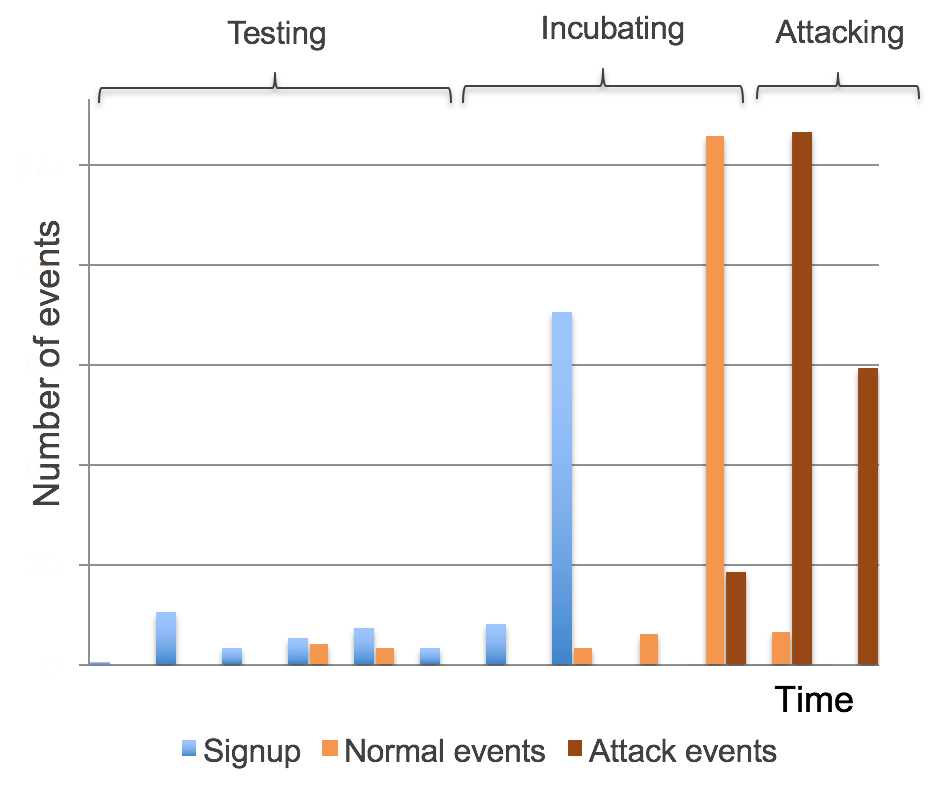 Testing
Incubating
Attacking
Number of events
Time
Signup
Normal events
Attack events